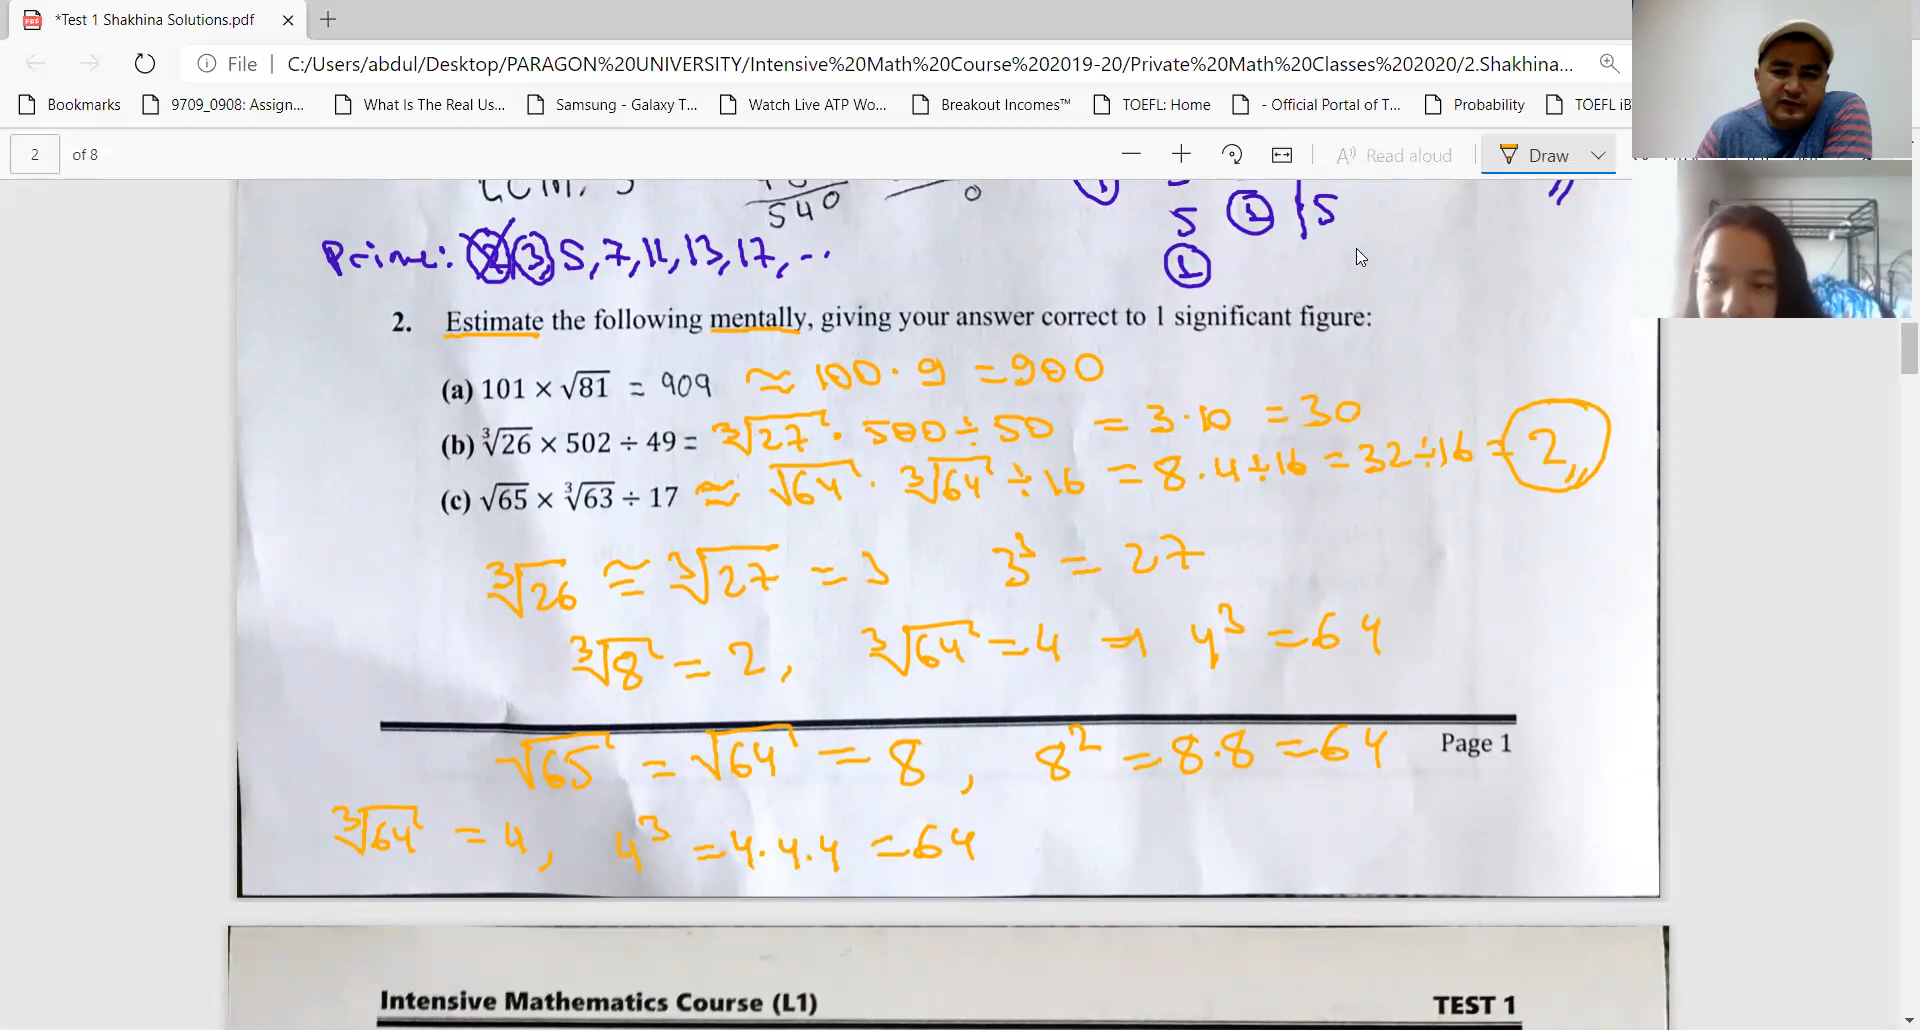 *Test 1 Shakhina Solutions.pdf
File C:/Users/abdul/Desktop/PARAGON%20UNIVERSITY/Intensive%20Math%20Course%202019-20/Private%20Math%20Classes%202020/2.Shakhina...
Bookmarks 9709_0908: Assign... What Is The Real Us... Samsung - Galaxy T... Watch Live ATP Wo... Breakout Incomes™ TOEFL: Home - Official Portal of T... Probability TOEFL iB
2 of 8 Read aloud Draw
540 0 5 ① 5
Prime: 2, 3, 5, 7, 11, 13, 17, ... ①
2. Estimate the following mentally, giving your answer correct to 1 significant figure:
(a) 101 × √81 = 909 ≈ 100 · 9 = 900
(b) ∛26 × 502 ÷ 49 = ∛27 · 500 ÷ 50 = 3 · 10 = 30
(c) √65 × ∛63 ÷ 17 ≈ √64 · ∛64 ÷ 16 = 8 · 4 ÷ 16 = 32 ÷ 16 = 2
∛26 ≅ ∛27 = 3 3³ = 27
∛8 = 2, ∛64 = 4 ⇒ 4³ = 64
Page 1
√65 = √64 = 8, 8² = 8·8 = 64
∛64 = 4, 4³ = 4·4·4 = 64
Intensive Mathematics Course (L1) TEST 1